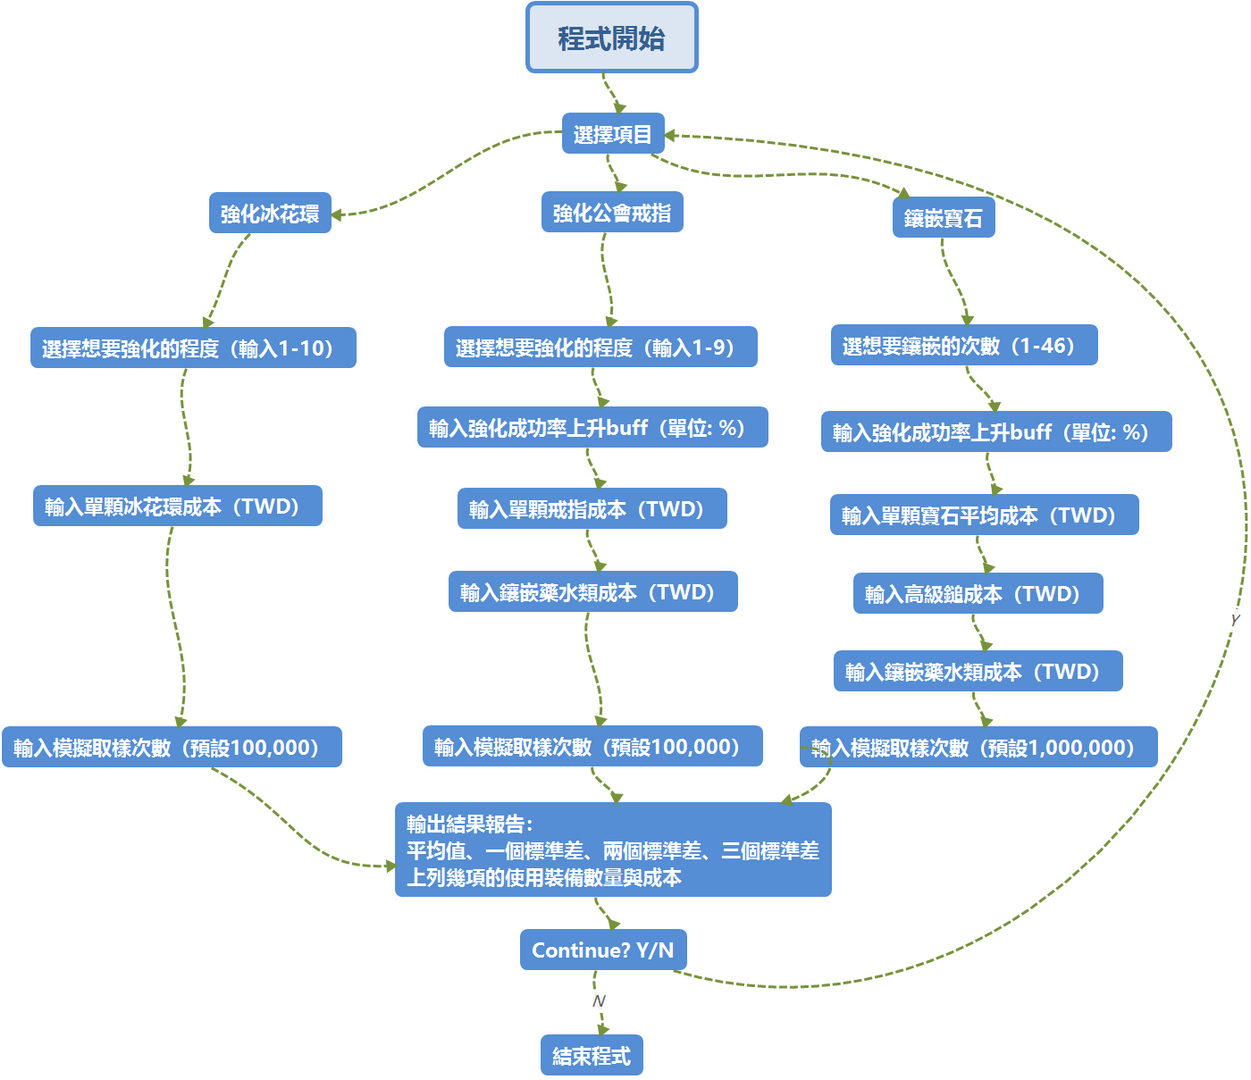 程式開始
選擇項目
強化冰花環
強化公會戒指
鑲嵌寶石
選擇想要強化的程度（輸入1-10）
選擇想要強化的程度（輸入1-9）
選想要鑲嵌的次數（1-46）
輸入強化成功率上升buff（單位: %）
輸入強化成功率上升buff（單位: %）
輸入單顆冰花環成本（TWD）
輸入單顆戒指成本（TWD）
輸入單顆寶石平均成本（TWD）
輸入鑲嵌藥水類成本（TWD）
輸入高級鎚成本（TWD）
Y
輸入鑲嵌藥水類成本（TWD）
輸入模擬取樣次數（預設100,000）
輸入模擬取樣次數（預設100,000）
輸入模擬取樣次數（預設1,000,000）
輸出結果報告：
平均值、一個標準差、兩個標準差、三個標準差
上列幾項的使用裝備數量與成本
Continue? Y/N
N
結束程式